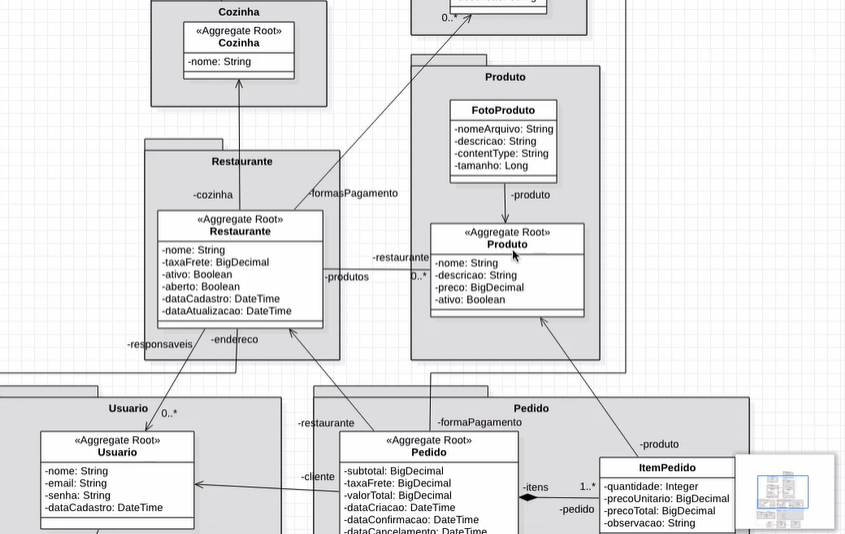 Cozinha
«Aggregate Root»
Cozinha
-nome: String
0..*
Produto
FotoProduto
-nomeArquivo: String
-descricao: String
-contentType: String
-tamanho: Long
-produto
Restaurante
-cozinha
-formasPagamento
«Aggregate Root»
Restaurante
-nome: String
-taxaFrete: BigDecimal
-ativo: Boolean
-aberto: Boolean
-dataCadastro: DateTime
-dataAtualizacao: DateTime
-restaurante
-produtos
0..*
«Aggregate Root»
Produto
-nome: String
-descricao: String
-preco: BigDecimal
-ativo: Boolean
-responsaveis
-endereco
Usuario
0..*
«Aggregate Root»
Usuario
-nome: String
-email: String
-senha: String
-dataCadastro: DateTime
Pedido
-restaurante
-formaPagamento
-cliente
«Aggregate Root»
Pedido
-subtotal: BigDecimal
-taxaFrete: BigDecimal
-valorTotal: BigDecimal
-dataCriacao: DateTime
-dataConfirmacao: DateTime
-dataCancelamento: DateTime
-itens
1..*
-pedido
-produto
ItemPedido
-quantidade: Integer
-precoUnitario: BigDecimal
-precoTotal: BigDecimal
-observacao: String